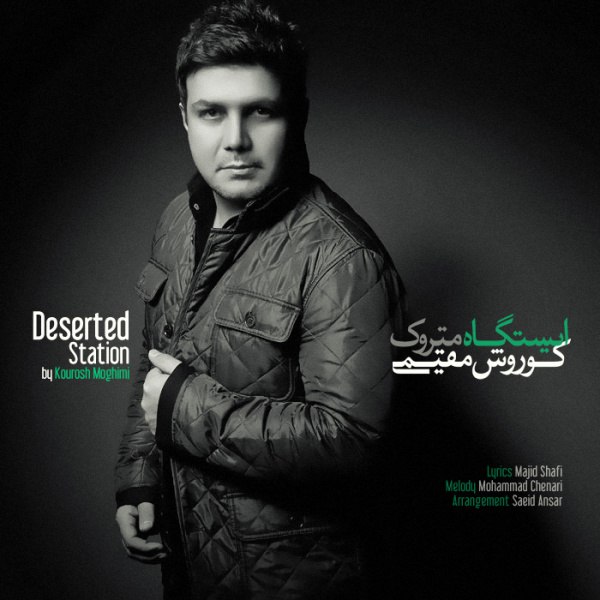 Deserted
Station
by Kourosh Moghimi
ایستگاه متروک
کوروش مقیمی
Lyrics Majid Shafi
Melody Mohammad Chenari
Arrangement Saeid Ansar